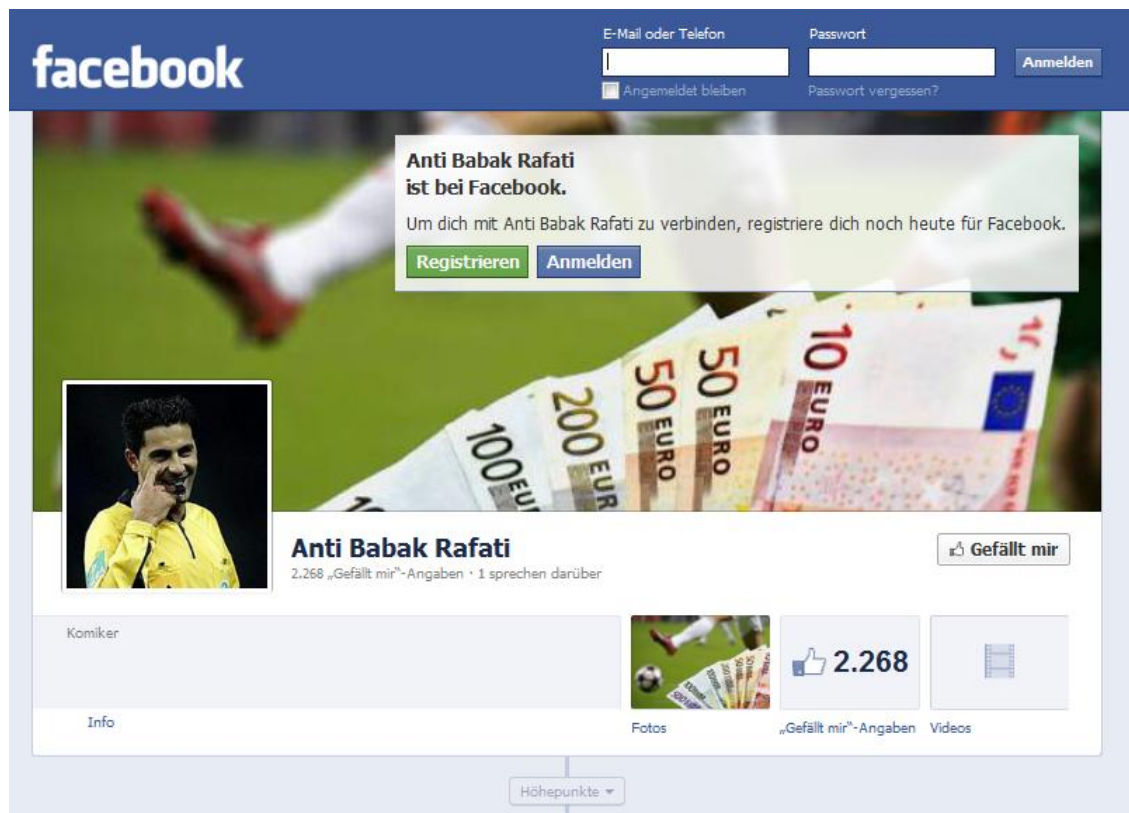 facebook
E-Mail oder Telefon
Passwort
Anmelden
Angemeldet bleiben
Passwort vergessen?
Anti Babak Rafati
ist bei Facebook.
Um dich mit Anti Babak Rafati zu verbinden, registriere dich noch heute für Facebook.
Registrieren
Anmelden
100 EUR
200 EUR
50 EURO
50 EURO
10 EURO
10
Anti Babak Rafati
2.268 „Gefällt mir“-Angaben · 1 sprechen darüber
Gefällt mir
Komiker
2.268
Info
Fotos
„Gefällt mir“-Angaben
Videos
Höhepunkte